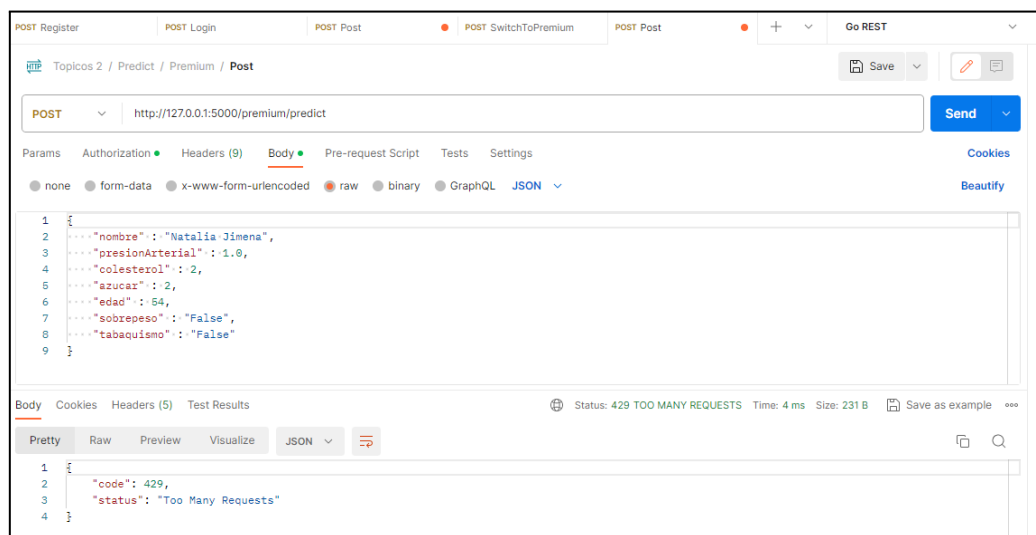 POST Register POST Login POST Post POST SwitchToPremium POST Post + Go REST
HTTP Topicos 2 / Predict / Premium / Post Save
POST http://127.0.0.1:5000/premium/predict Send
Params Authorization Headers (9) Body Pre-request Script Tests Settings Cookies
none form-data x-www-form-urlencoded raw binary GraphQL JSON Beautify
1 {
2 "nombre" : "Natalia Jimena",
3 "presionArterial" : 1.0,
4 "colesterol" : 2,
5 "azucar" : 2,
6 "edad" : 54,
7 "sobrepeso" : "False",
8 "tabaquismo" : "False"
9 }
Body Cookies Headers (5) Test Results Status: 429 TOO MANY REQUESTS Time: 4 ms Size: 231 B Save as example
Pretty Raw Preview Visualize JSON
1 {
2 "code": 429,
3 "status": "Too Many Requests"
4 }